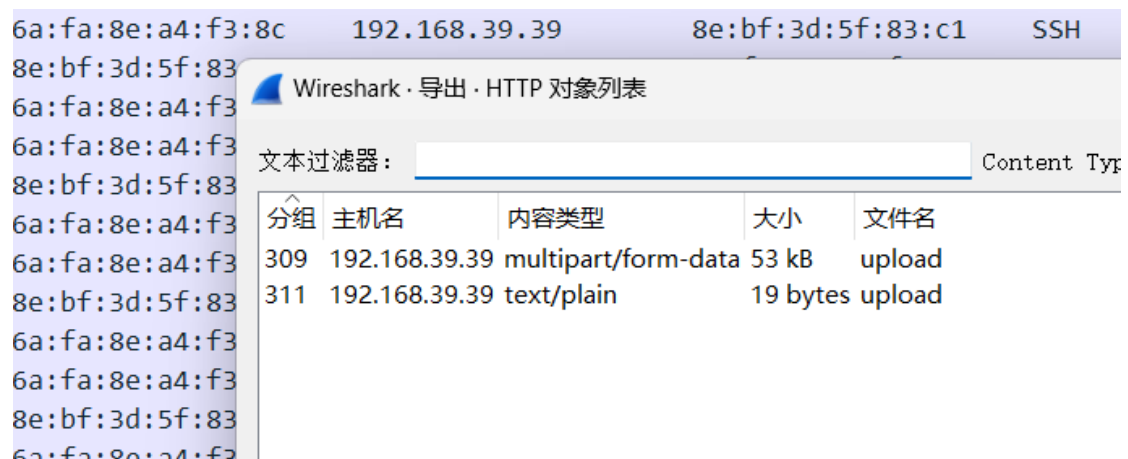 6a:fa:8e:a4:f3:8c 192.168.39.39 8e:bf:3d:5f:83:c1 SSH
8e:bf:3d:5f:83
Wireshark · 导出 · HTTP 对象列表
6a:fa:8e:a4:f3
6a:fa:8e:a4:f3
文本过滤器: Content Typ
8e:bf:3d:5f:83
6a:fa:8e:a4:f3 分组 主机名 内容类型 大小 文件名
6a:fa:8e:a4:f3 309 192.168.39.39 multipart/form-data 53 kB upload
8e:bf:3d:5f:83 311 192.168.39.39 text/plain 19 bytes upload
6a:fa:8e:a4:f3
6a:fa:8e:a4:f3
8e:bf:3d:5f:83
6a:fa:8e:a4:f3